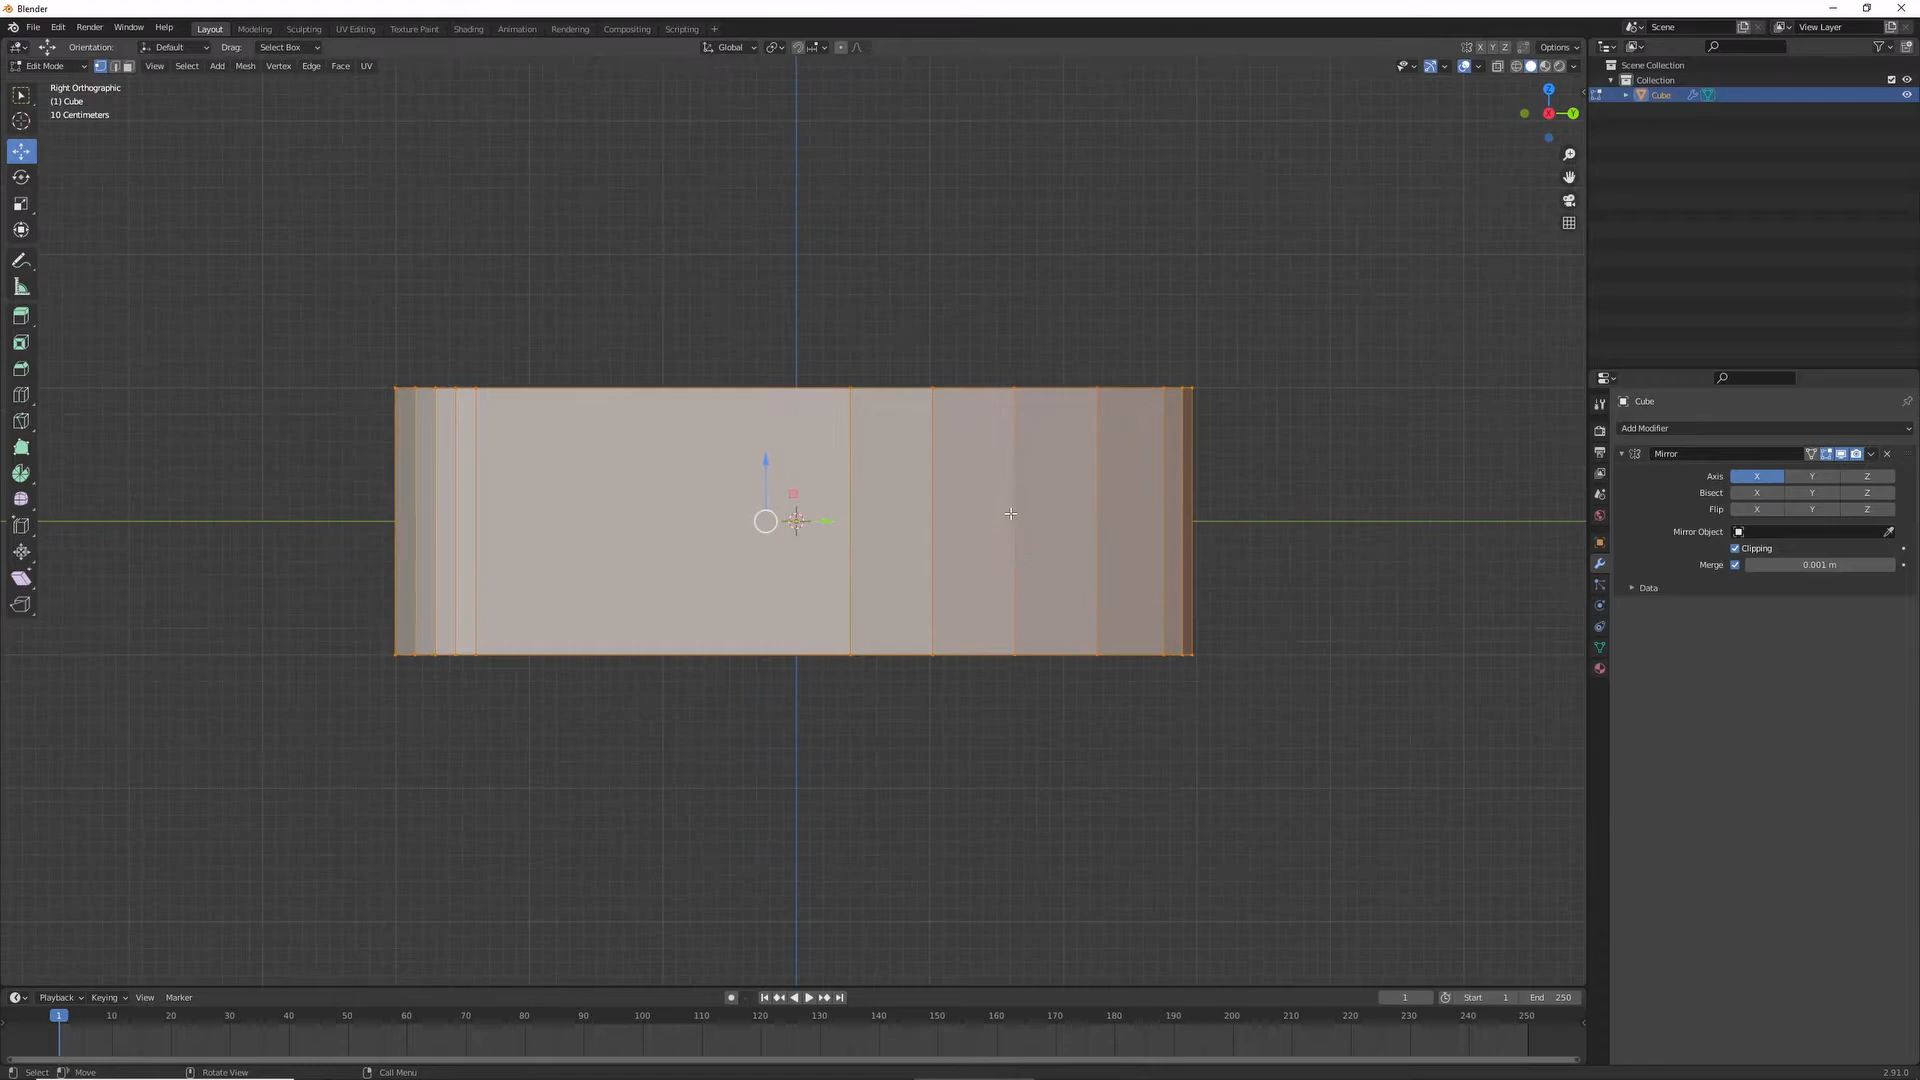 Blender
File Edit Render Window Help
Layout Modeling Sculpting UV Editing Texture Paint Shading Animation Rendering Compositing Scripting +
Scene
View Layer
Orientation: Default Drag: Select Box
Global
X Y Z Options
Edit Mode View Select Add Mesh Vertex Edge Face UV
Right Orthographic
(1) Cube
10 Centimeters
Z
X
Y
Scene Collection
Collection
Cube
Cube
Add Modifier
Mirror
Axis X Y Z
Bisect X Y Z
Flip X Y Z
Mirror Object
Clipping
Merge 0.001 m
Data
Playback Keying View Marker
1 Start 1 End 250
1 10 20 30 40 50 60 70 80 90 100 110 120 130 140 150 160 170 180 190 200 210 220 230 240 250
Select Move Rotate View Call Menu
2.91.0